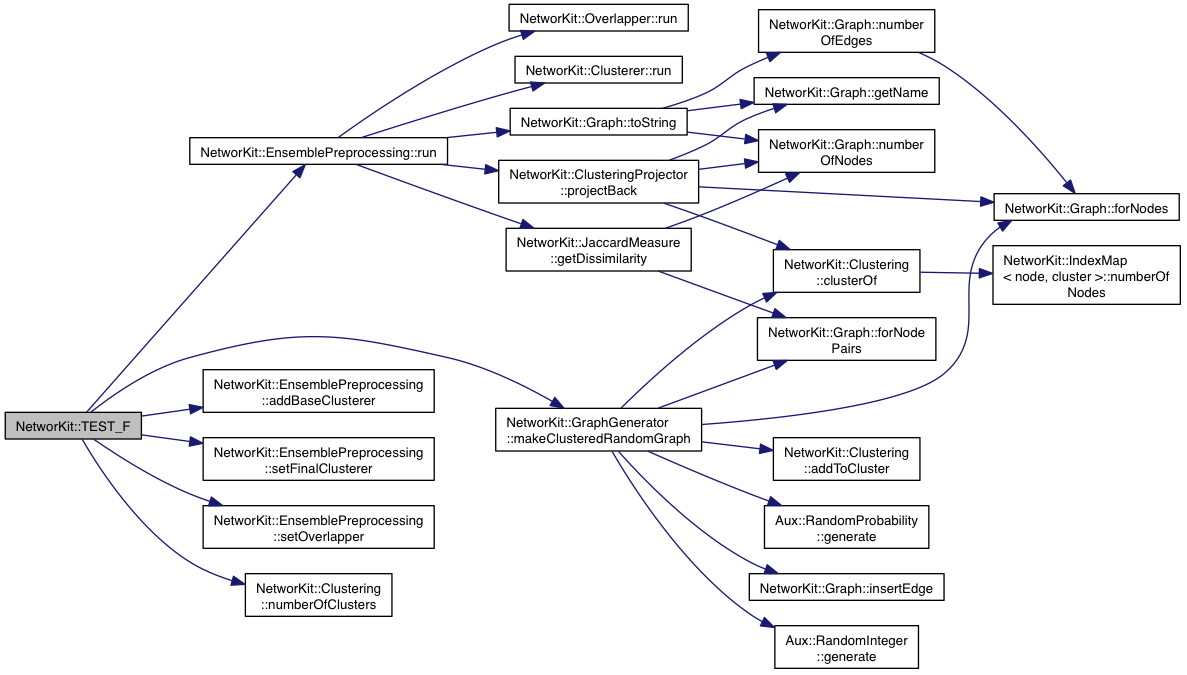 NetworKit::Overlapper::run
NetworKit::Clusterer::run
NetworKit::Graph::toString
NetworKit::EnsemblePreprocessing::run
NetworKit::ClusteringProjector
::projectBack
NetworKit::JaccardMeasure
::getDissimilarity
NetworKit::Graph::number
OfEdges
NetworKit::Graph::getName
NetworKit::Graph::number
OfNodes
NetworKit::Graph::forNodes
NetworKit::Clustering
::clusterOf
NetworKit::IndexMap
< node, cluster >::numberOf
Nodes
NetworKit::Graph::forNode
Pairs
NetworKit::TEST_F
NetworKit::EnsemblePreprocessing
::addBaseClusterer
NetworKit::EnsemblePreprocessing
::setFinalClusterer
NetworKit::EnsemblePreprocessing
::setOverlapper
NetworKit::Clustering
::numberOfClusters
NetworKit::GraphGenerator
::makeClusteredRandomGraph
NetworKit::Clustering
::addToCluster
Aux::RandomProbability
::generate
NetworKit::Graph::insertEdge
Aux::RandomInteger
::generate